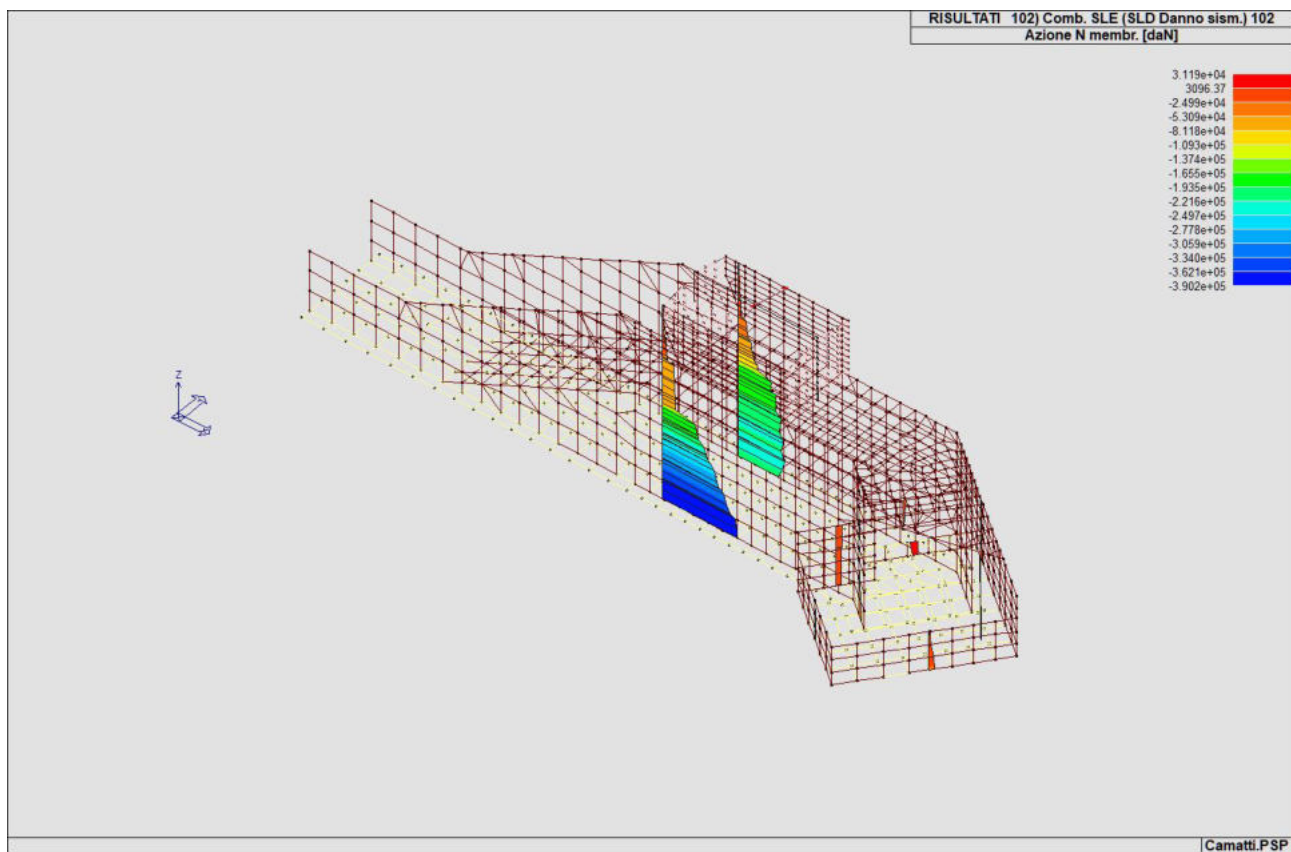 RISULTATI 102) Comb. SLE (SLD Danno sism.) 102
Azione N membr. [daN]
3.119e+04
3096.37
-2.499e+04
-5.309e+04
-8.118e+04
-1.093e+05
-1.374e+05
-1.655e+05
-1.935e+05
-2.216e+05
-2.497e+05
-2.778e+05
-3.059e+05
-3.340e+05
-3.621e+05
-3.902e+05
Z
Camatti.PSP